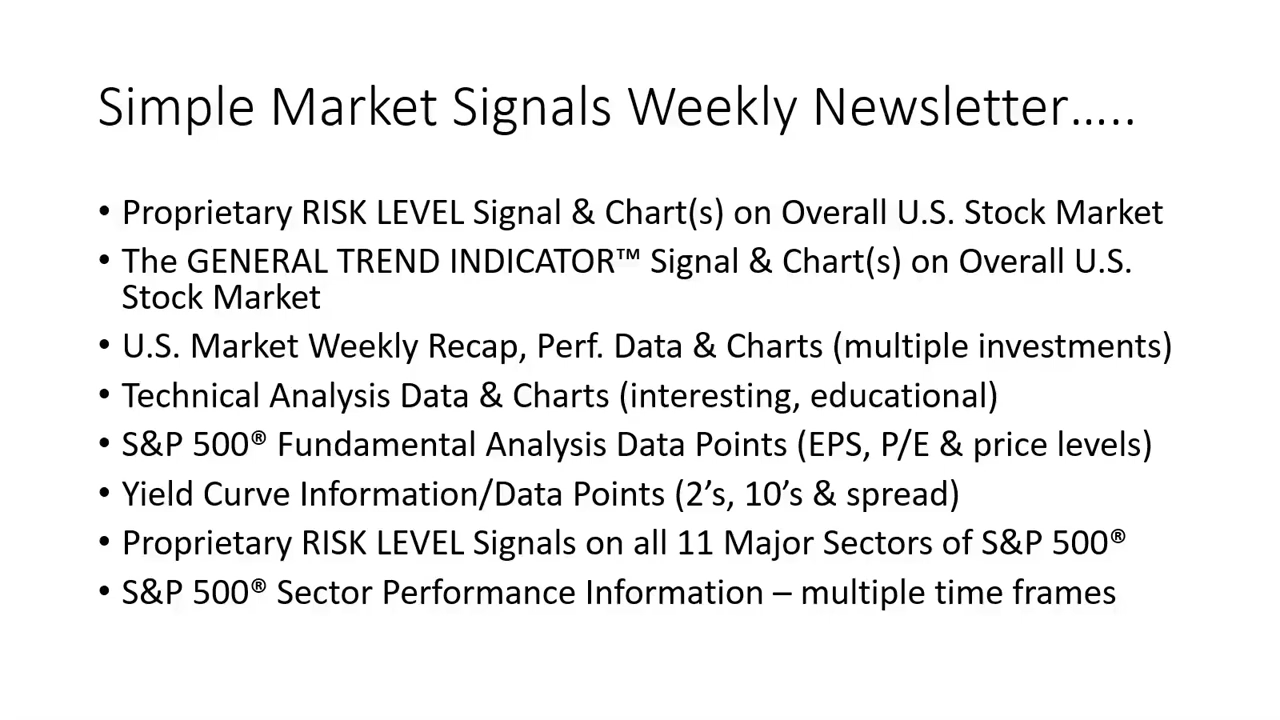 Simple Market Signals Weekly Newsletter…..
• Proprietary RISK LEVEL Signal & Chart(s) on Overall U.S. Stock Market
• The GENERAL TREND INDICATOR™ Signal & Chart(s) on Overall U.S.
Stock Market
• U.S. Market Weekly Recap, Perf. Data & Charts (multiple investments)
• Technical Analysis Data & Charts (interesting, educational)
• S&P 500® Fundamental Analysis Data Points (EPS, P/E & price levels)
• Yield Curve Information/Data Points (2’s, 10’s & spread)
• Proprietary RISK LEVEL Signals on all 11 Major Sectors of S&P 500®
• S&P 500® Sector Performance Information – multiple time frames